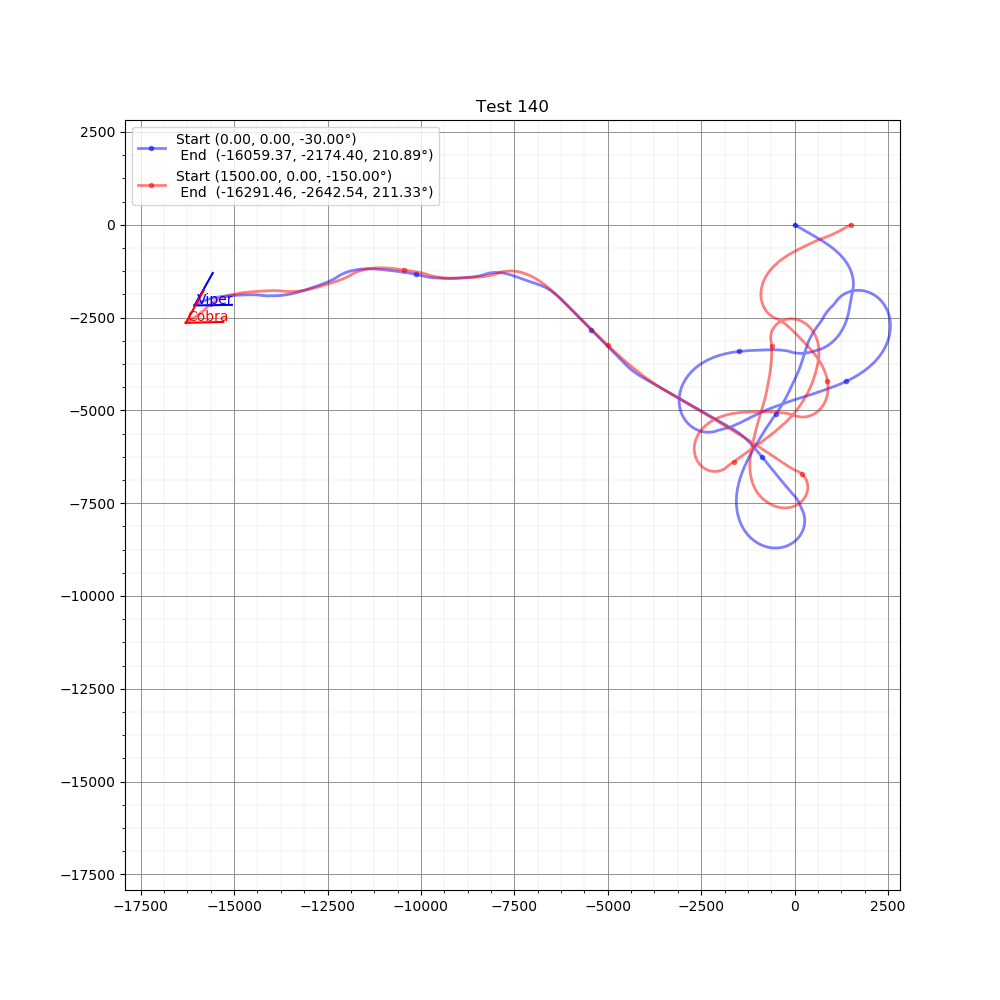 Test 140
Start (0.00, 0.00, -30.00°)
End (-16059.37, -2174.40, 210.89°)
Start (1500.00, 0.00, -150.00°)
End (-16291.46, -2642.54, 211.33°)
2500
0
−2500
−5000
−7500
−10000
−12500
−15000
−17500
Viper
Cobra
−17500 −15000 −12500 −10000 −7500 −5000 −2500 0 2500